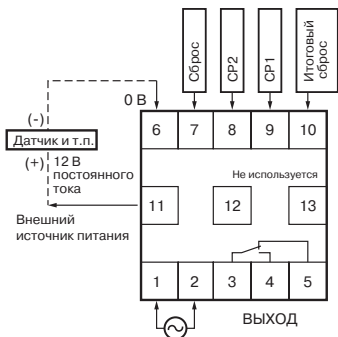 Сброс
CP2
CP1
Итоговый
сброс
0 В
(-)
6
7
8
9
10
Датчик и т.п.
(+)
12 В
постоянного
тока
Не используется
11
12
13
Внешний
источник питания
1
2
3
4
5
ВЫХОД